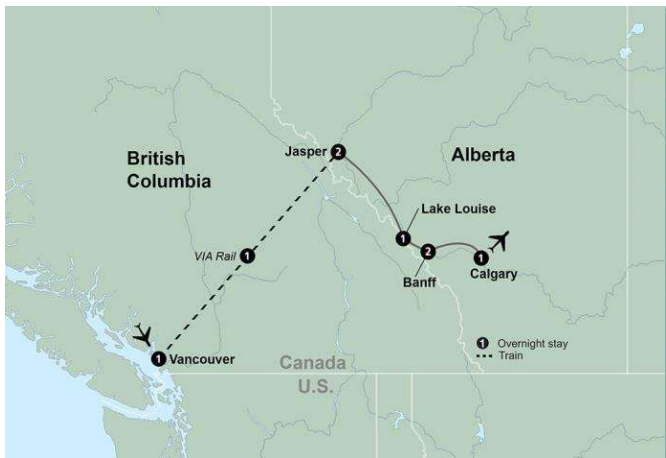 British
Columbia
Jasper
2
Alberta
Lake Louise
1
2
1
Banff
Calgary
VIA Rail
1
1
Vancouver
1 Overnight stay
Train
Canada
U.S.